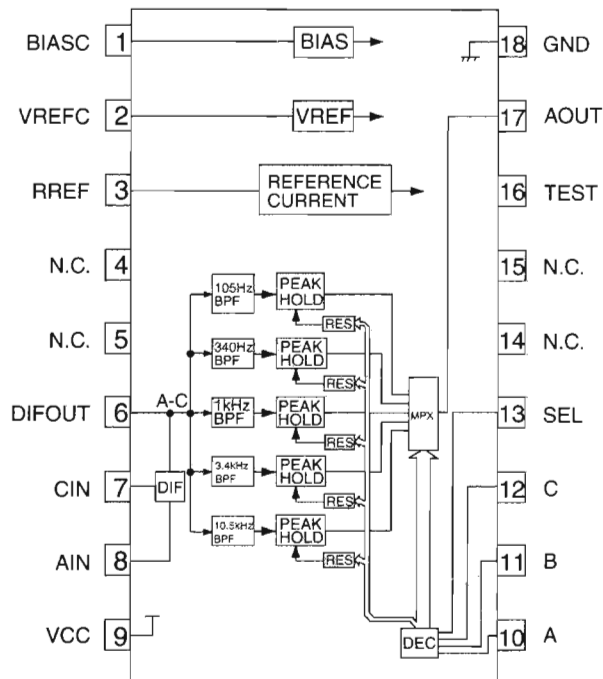 BIASC 1 BIAS 18 GND
VREFC 2 VREF 17 AOUT
RREF 3 REFERENCE CURRENT 16 TEST
N.C. 4 15 N.C.
105Hz BPF PEAK HOLD
RES
N.C. 5 14 N.C.
340Hz BPF PEAK HOLD
RES
DIFOUT 6 A-C 1kHz BPF PEAK HOLD MPX 13 SEL
RES
CIN 7 DIF 3.4kHz BPF PEAK HOLD 12 C
RES
10.5kHz BPF PEAK HOLD
AIN 8 RES 11 B
VCC 9 DEC 10 A